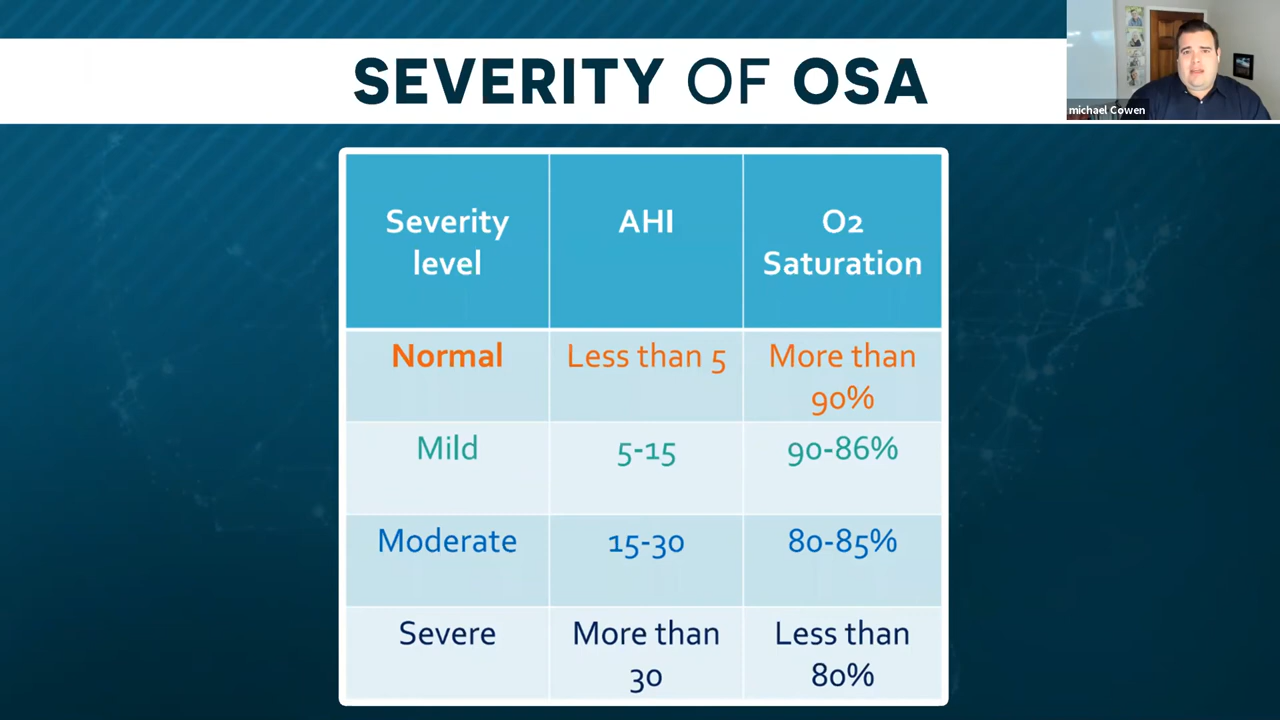 SEVERITY OF OSA
michael Cowen
Severity
level
AHI
O2
Saturation
Normal
Less than 5
More than
90%
Mild
5-15
90-86%
Moderate
15-30
80-85%
Severe
More than
30
Less than
80%